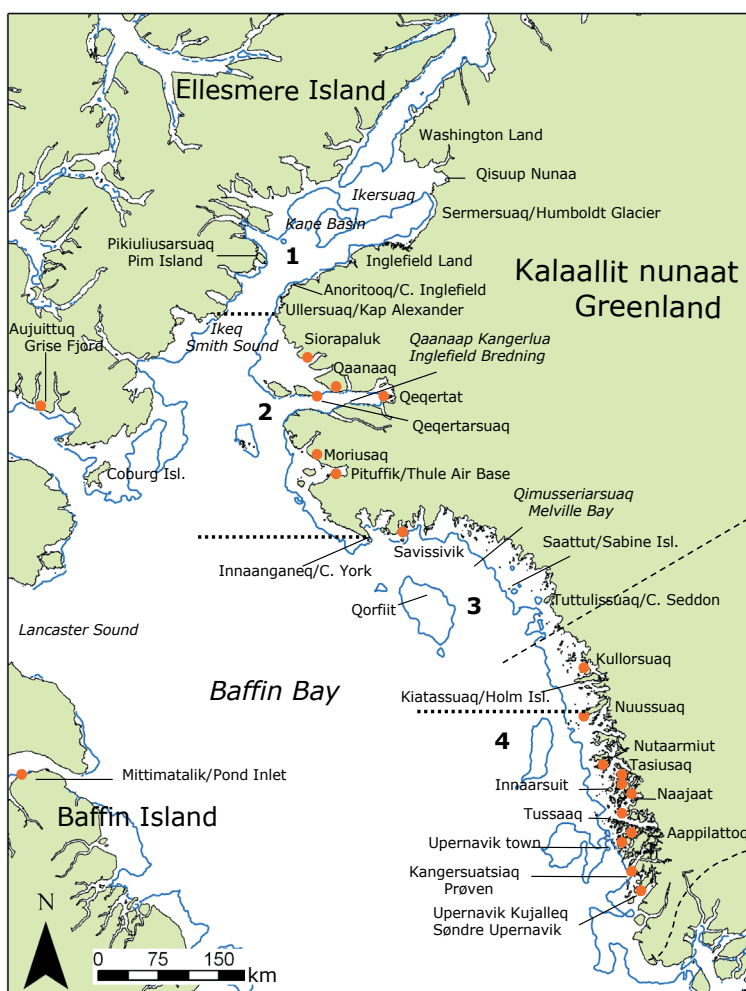 Ellesmere Island
Washington Land
Qisuup Nunaa
Ikersuaq
Sermersuaq/Humboldt Glacier
Kane Basin
Pikiuliusarsuaq
Pim Island
1
Inglefield Land
Kalaallit nunaat
Greenland
Anoritooq/C. Inglefield
Ullersuaq/Kap Alexander
Aujuittuq
Grise Fjord
Ikeq
Smith Sound
Siorapaluk
Qaanaap Kangerlua
Inglefield Bredning
Qaanaaq
Qeqertat
2
Qeqertarsuaq
Coburg Isl.
Moriusaq
Pituffik/Thule Air Base
Qimusseriarsuaq
Melville Bay
Savissivik
Saattut/Sabine Isl.
Innaanganeq/C. York
Qorfiit
3
Tuttulissuaq/C. Seddon
Lancaster Sound
Kullorsuaq
Baffin Bay
Kiatassuaq/Holm Isl.
Nuussuaq
4
Nutaarmiut
Tasiusaq
Mittimatalik/Pond Inlet
Innaarsuit
Naajaat
Baffin Island
Tussaaq
Aappilattoq
Upernavik town
Kangersuatsiaq
Prøven
Upernavik Kujalleq
Søndre Upernavik
N
0 75 150
km